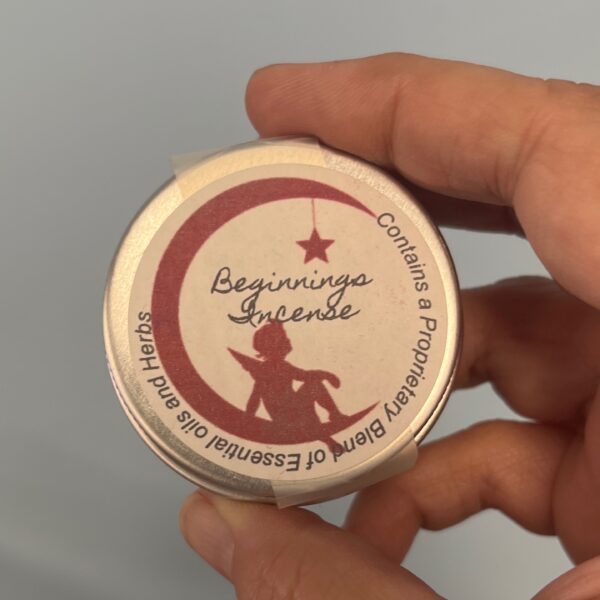 Beginnings
Incense
Contains a Proprietary Blend of Essential oils and Herbs